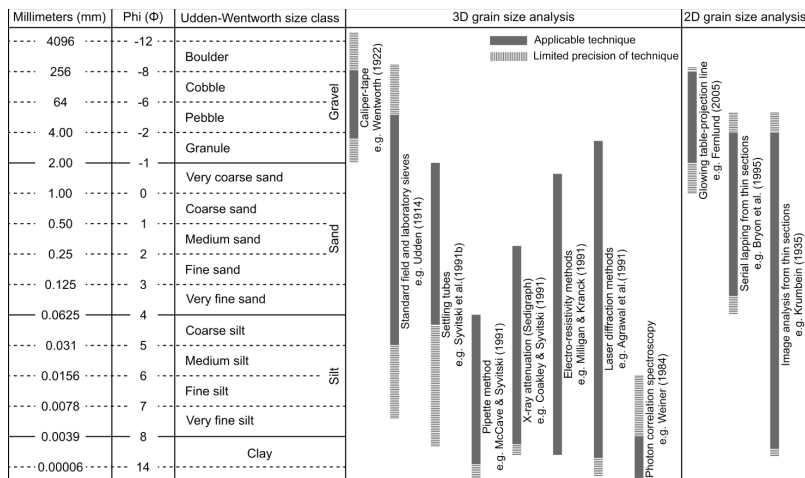 Millimeters (mm) Phi (Φ) Udden-Wentworth size class 3D grain size analysis 2D grain size analysis
4096 -12
Boulder
256 -8
Cobble
64 -6
Pebble
4.00 -2
Granule
2.00 -1
Very coarse sand
1.00 0
Coarse sand
0.50 1
Medium sand
0.25 2
Fine sand
0.125 3
Very fine sand
0.0625 4
Coarse silt
0.031 5
Medium silt
0.0156 6
Fine silt
0.0078 7
Very fine silt
0.0039 8
Clay
0.00006 14
Gravel
Sand
Silt
Applicable technique
Limited precision of technique
Caliper-tape
e.g. Wentworth (1922)
Standard field and laboratory sieves
e.g. Udden (1914)
Settling tubes
e.g. Syvitski et al.(1991b)
Pipette method
e.g. McCave & Syvitski (1991)
X-ray attenuation (Sedigraph)
e.g. Coakley & Syvitski (1991)
Electro-resistivity methods
e.g. Milligan & Kranck (1991)
Laser diffraction methods
e.g. Agrawal et al.(1991)
Photon correlation spectroscopy
e.g. Weiner (1984)
Glowing table-projection line
e.g. Fernlund (2005)
Serial lapping from thin sections
e.g. Bryon et al. (1995)
Image analysis from thin sections
e.g. Krumbein (1935)